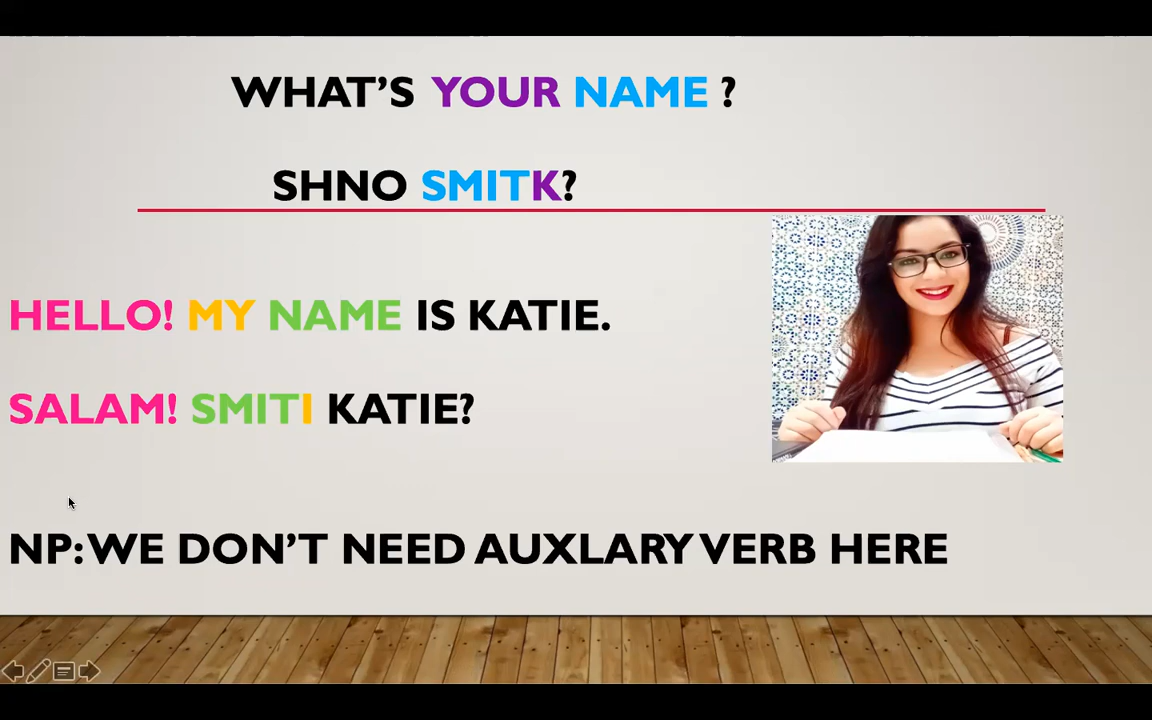 WHAT'S YOUR NAME ?
SHNO SMITK?
HELLO! MY NAME IS KATIE.
SALAM! SMITI KATIE?
NP: WE DON'T NEED AUXLARY VERB HERE